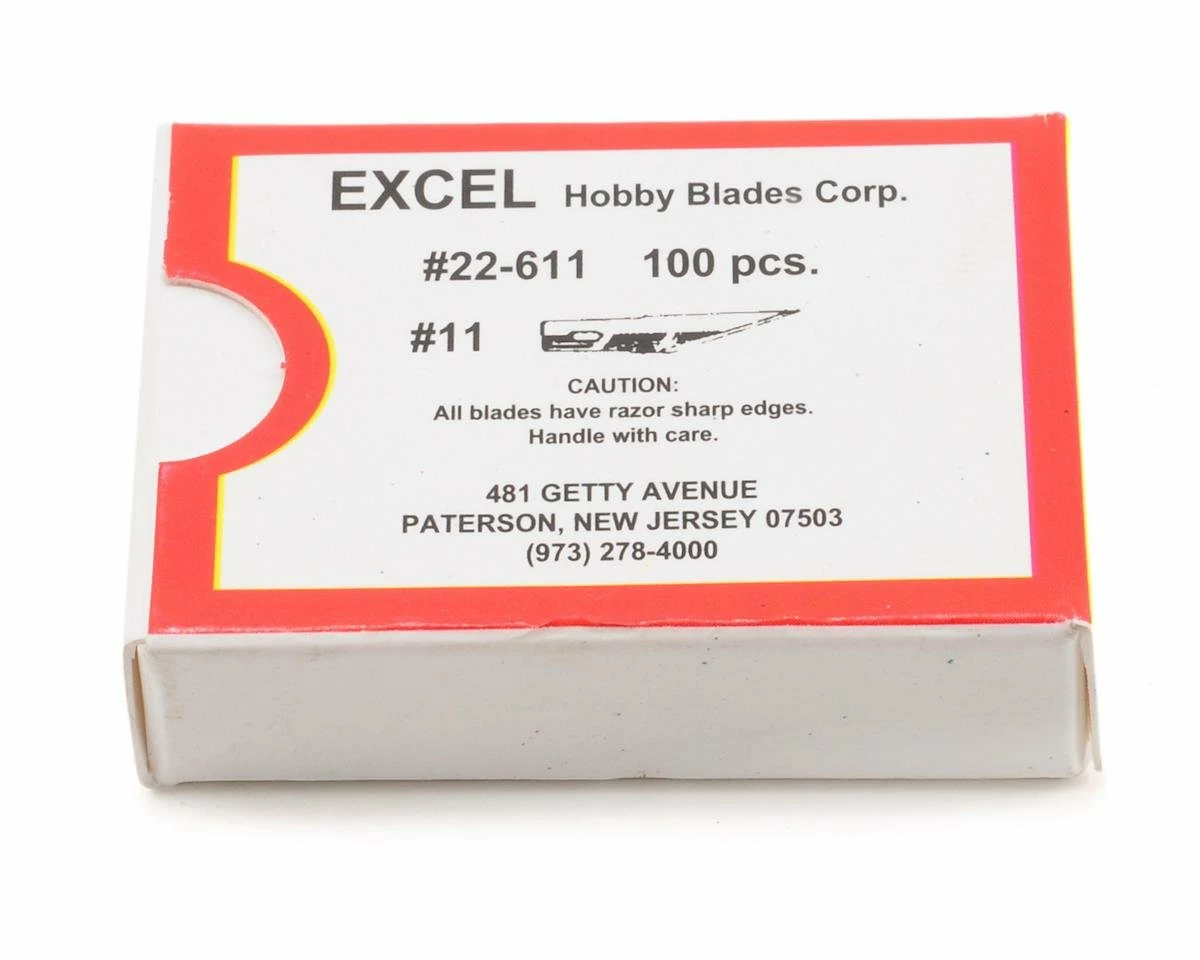 EXCEL Hobby Blades Corp.
#22-611 100 pcs.
#11
CAUTION:
All blades have razor sharp edges.
Handle with care.
481 GETTY AVENUE
PATERSON, NEW JERSEY 07503
(973) 278-4000